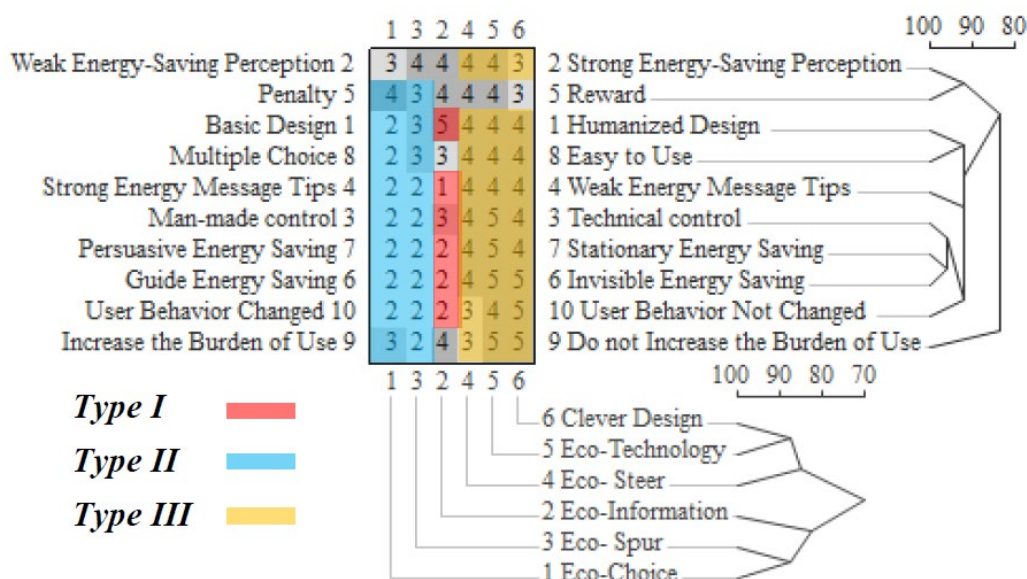 1 3 2 4 5 6
100 90 80
Weak Energy-Saving Perception 2 3 4 4 4 4 3 2 Strong Energy-Saving Perception
Penalty 5 4 3 4 4 4 3 5 Reward
Basic Design 1 2 3 5 4 4 4 1 Humanized Design
Multiple Choice 8 2 3 3 4 4 4 8 Easy to Use
Strong Energy Message Tips 4 2 2 1 4 4 4 4 Weak Energy Message Tips
Man-made control 3 2 2 3 4 5 4 3 Technical control
Persuasive Energy Saving 7 2 2 2 4 5 4 7 Stationary Energy Saving
Guide Energy Saving 6 2 2 2 4 5 5 6 Invisible Energy Saving
User Behavior Changed 10 2 2 2 3 4 5 10 User Behavior Not Changed
Increase the Burden of Use 9 3 2 4 3 5 5 9 Do not Increase the Burden of Use
1 3 2 4 5 6
100 90 80 70
Type I
Type II
Type III
6 Clever Design
5 Eco-Technology
4 Eco- Steer
2 Eco-Information
3 Eco- Spur
1 Eco-Choice